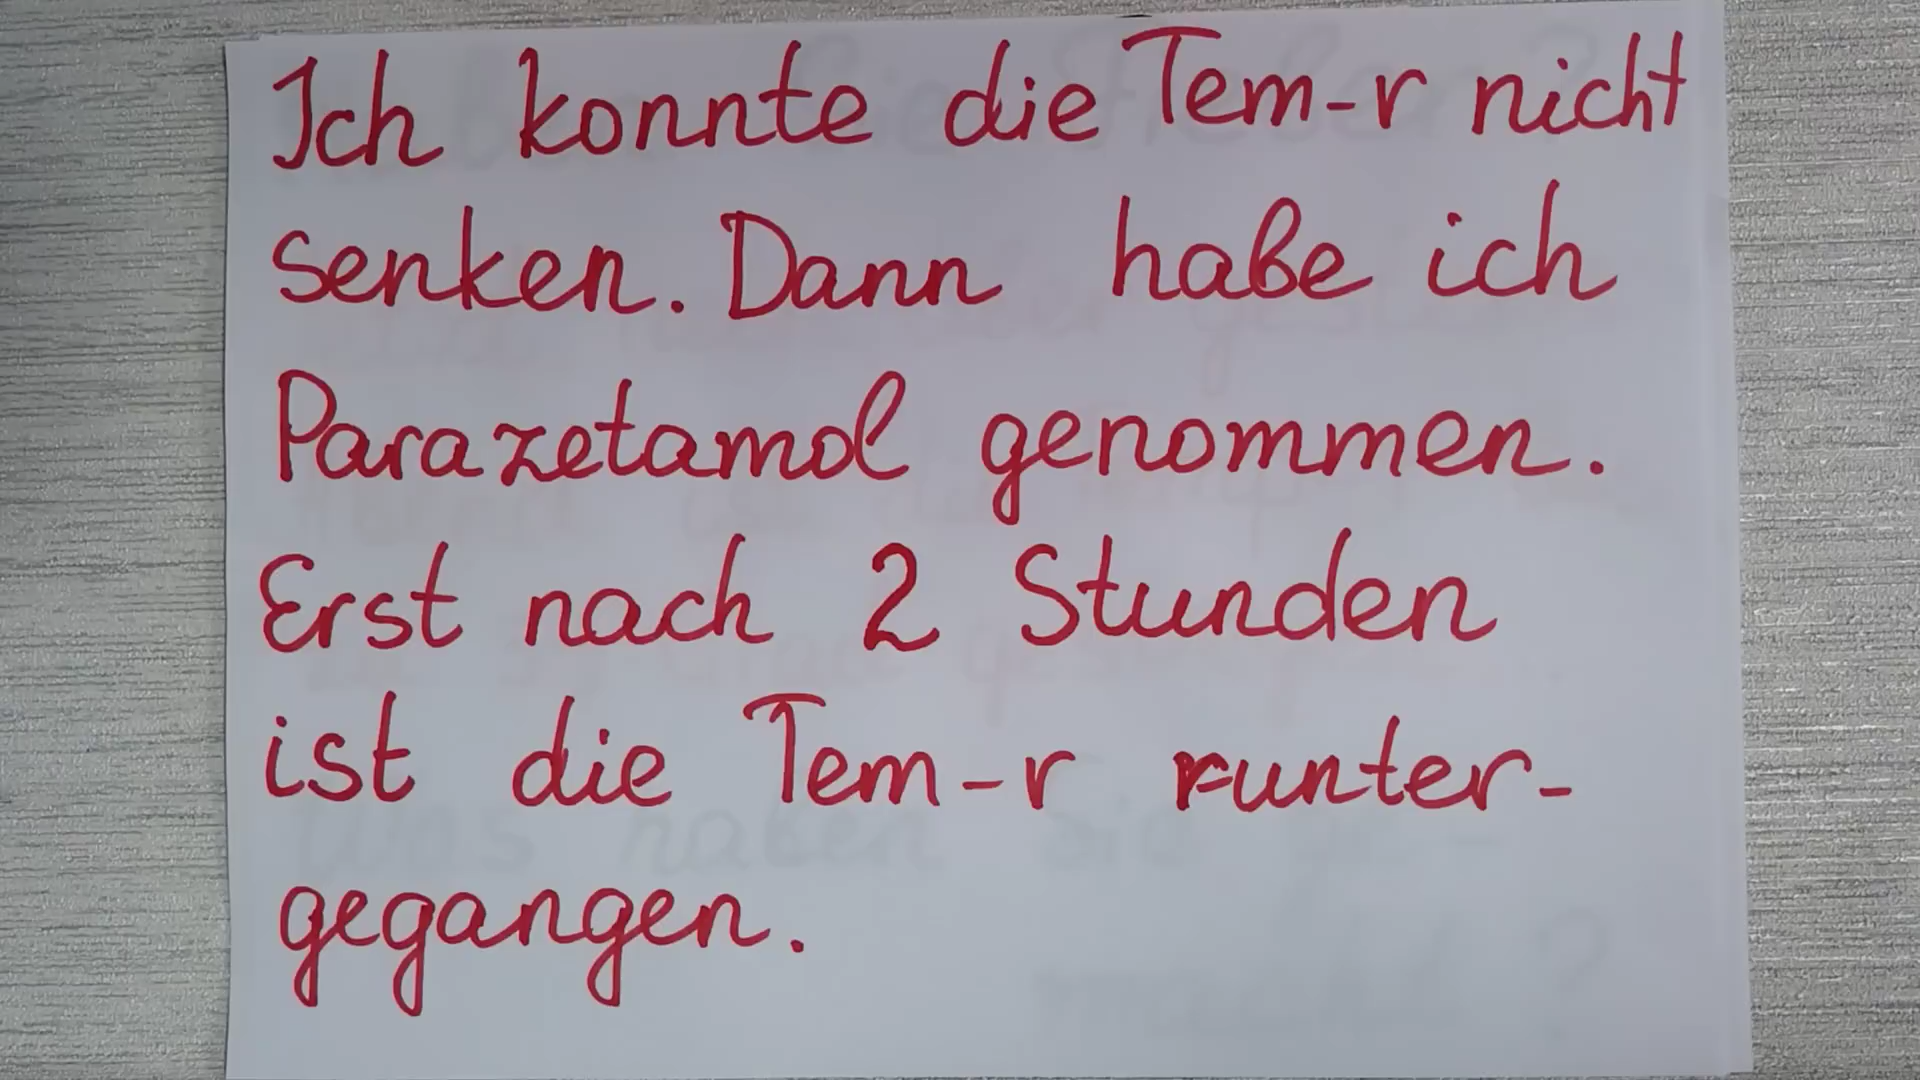 Ich konnte die Tem-r nicht
senken. Dann habe ich
Parazetamol genommen.
Erst nach 2 Stunden
ist die Tem-r runter-
gegangen.